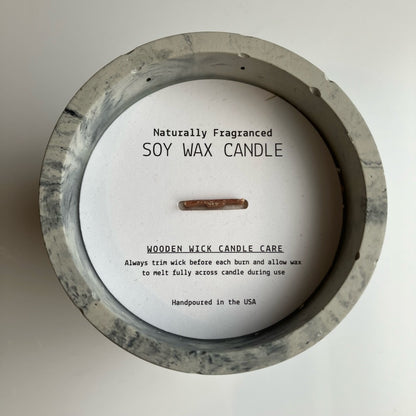 Naturally Fragranced
SOY WAX CANDLE
WOODEN WICK CANDLE CARE
Always trim wick before each burn and allow wax
to melt fully across candle during use
Handpoured in the USA